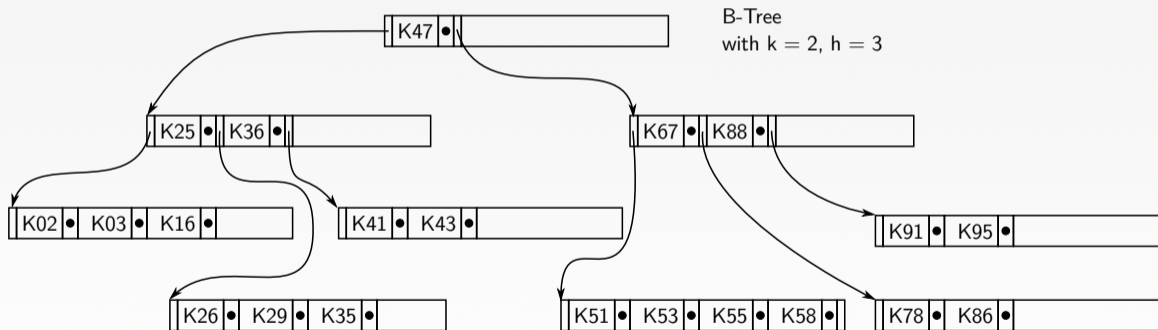 B-Tree
with k = 2, h = 3
K47
K25 K36
K67 K88
K02 K03 K16
K41 K43
K91 K95
K26 K29 K35
K51 K53 K55 K58
K78 K86